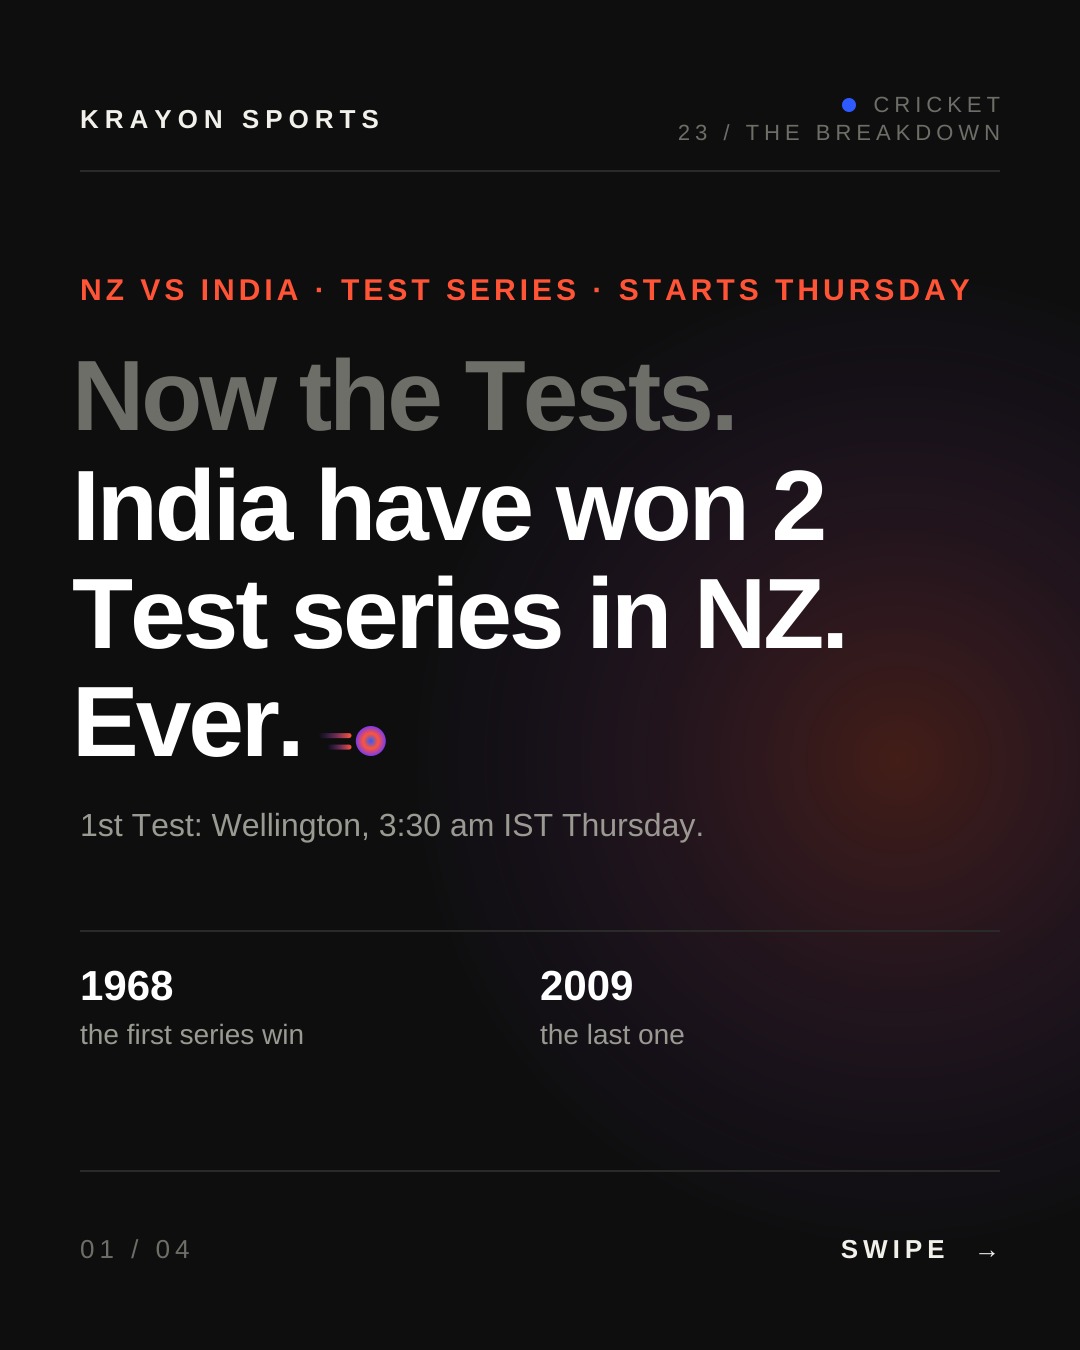 KRAYON SPORTS
CRICKET
23 / THE BREAKDOWN
NZ VS INDIA · TEST SERIES · STARTS THURSDAY
Now the Tests.
India have won 2
Test series in NZ.
Ever.
1st Test: Wellington, 3:30 am IST Thursday.
1968
the first series win
2009
the last one
01 / 04
SWIPE →